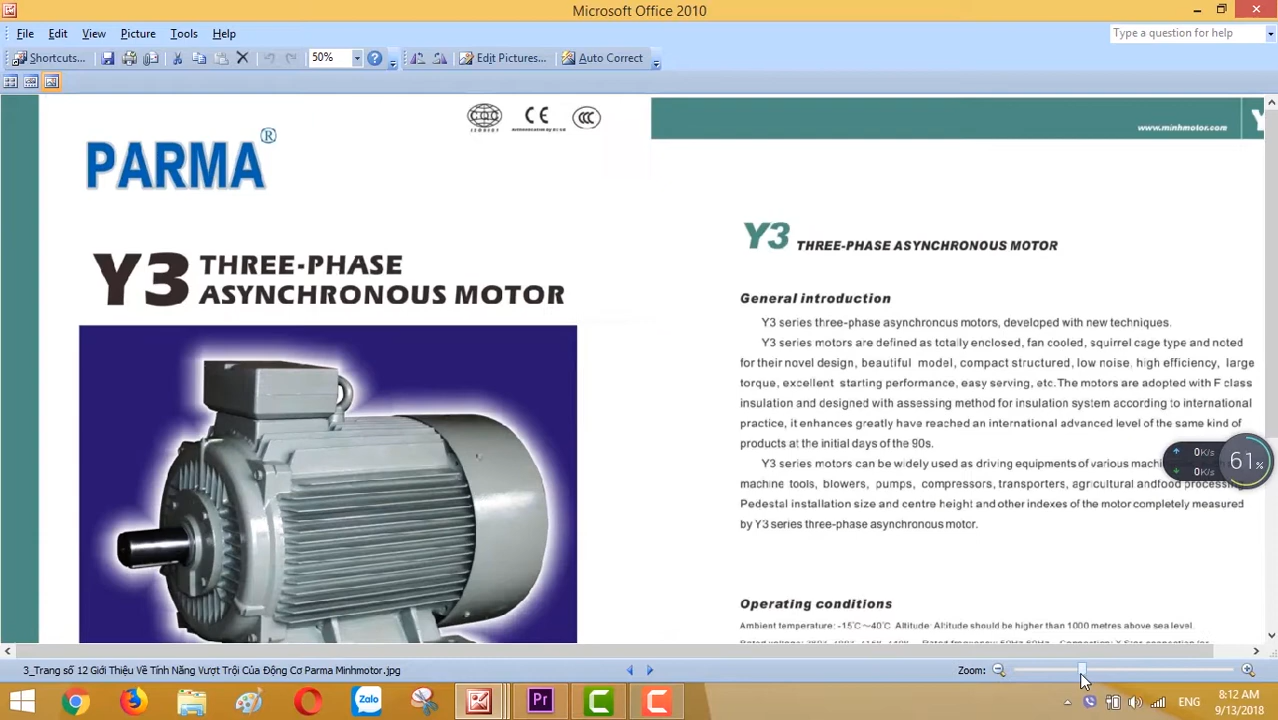 Microsoft Office 2010
File Edit View Picture Tools Help
Type a question for help
Shortcuts... 50% Edit Pictures... Auto Correct
CQC
CE
CCC
PARMA®
Y3 THREE-PHASE
ASYNCHRONOUS MOTOR
www.minhmotor.com
Y3 THREE-PHASE ASYNCHRONOUS MOTOR
General introduction
Y3 series three-phase asynchroncus motors, developed with new techniques.
Y3 series motors are defined as totally enclosed, fan cooled, squirrel cage type and noted
for their novel design, beautiful model, compact structured, low noise, high efficiency, large
torque, excellent starting performance, easy serving, etc.The motors are adopted with F class
insulation and designed with assessing method for insulation system according to international
practice, it enhances greatly have reached an international advanced level of the same kind of
products at the initial days of the 90s.
Y3 series motors can be widely used as driving equipments of various machi
machine tools, blowers, pumps, compressors, transporters, agricultural andfood processing
Pedestal installation size and centre height and other indexes of the motor completely measured
by Y3 series three-phase asynchronous motor.
0K/s
0K/s
61%
Operating conditions
Ambient temperature: -15℃~40℃ Altitude: Altitude should be higher than 1000 metres above sea level.
3_Trang số 12 Giới Thiệu Về Tính Năng Vượt Trội Của Động Cơ Parma Minhmotor.jpg
Zoom:
Zalo
Pr
ENG
8:12 AM
9/13/2018